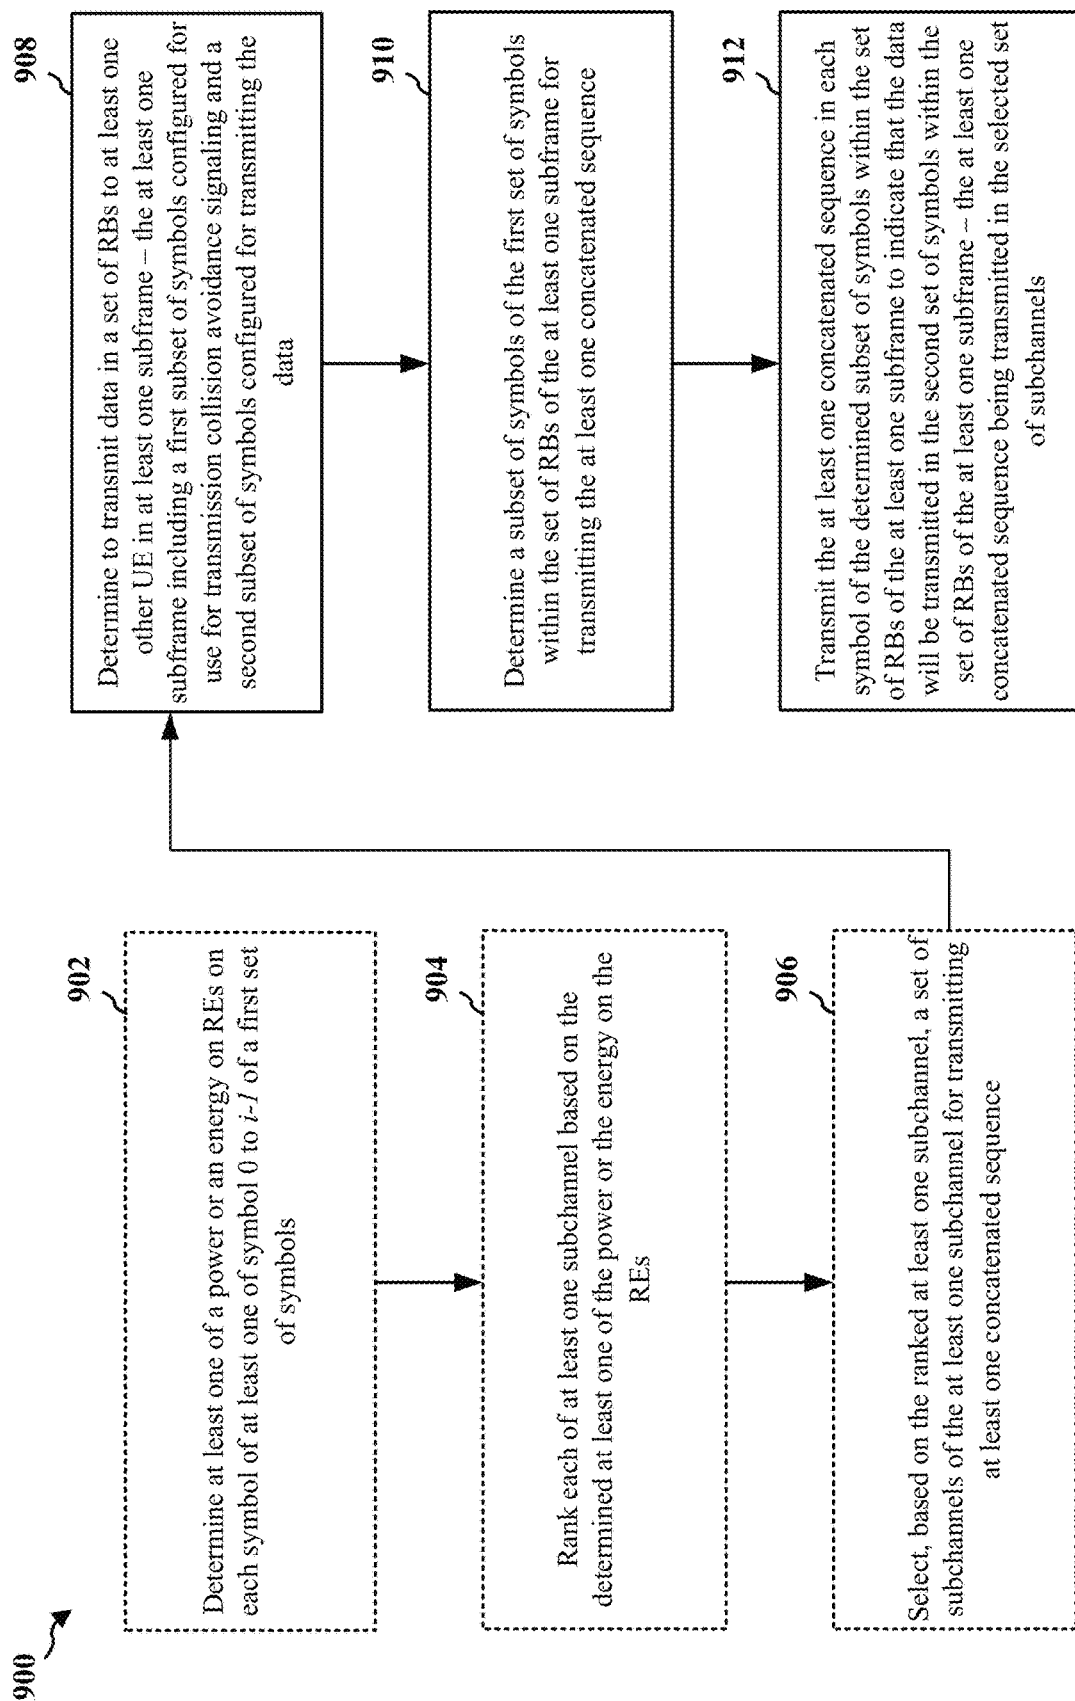 900
902
Determine at least one of a power or an energy on REs on
each symbol of at least one of symbol 0 to i-1 of a first set
of symbols
904
Rank each of at least one subchannel based on the
determined at least one of the power or the energy on the
REs
906
Select, based on the ranked at least one subchannel, a set of
subchannels of the at least one subchannel for transmitting
at least one concatenated sequence
908
Determine to transmit data in a set of RBs to at least one
other UE in at least one subframe – the at least one
subframe including a first subset of symbols configured for
use for transmission collision avoidance signaling and a
second subset of symbols configured for transmitting the
data
910
Determine a subset of symbols of the first set of symbols
within the set of RBs of the at least one subframe for
transmitting the at least one concatenated sequence
912
Transmit the at least one concatenated sequence in each
symbol of the determined subset of symbols within the set
of RBs of the at least one subframe to indicate that the data
will be transmitted in the second set of symbols within the
set of RBs of the at least one subframe – the at least one
concatenated sequence being transmitted in the selected set
of subchannels